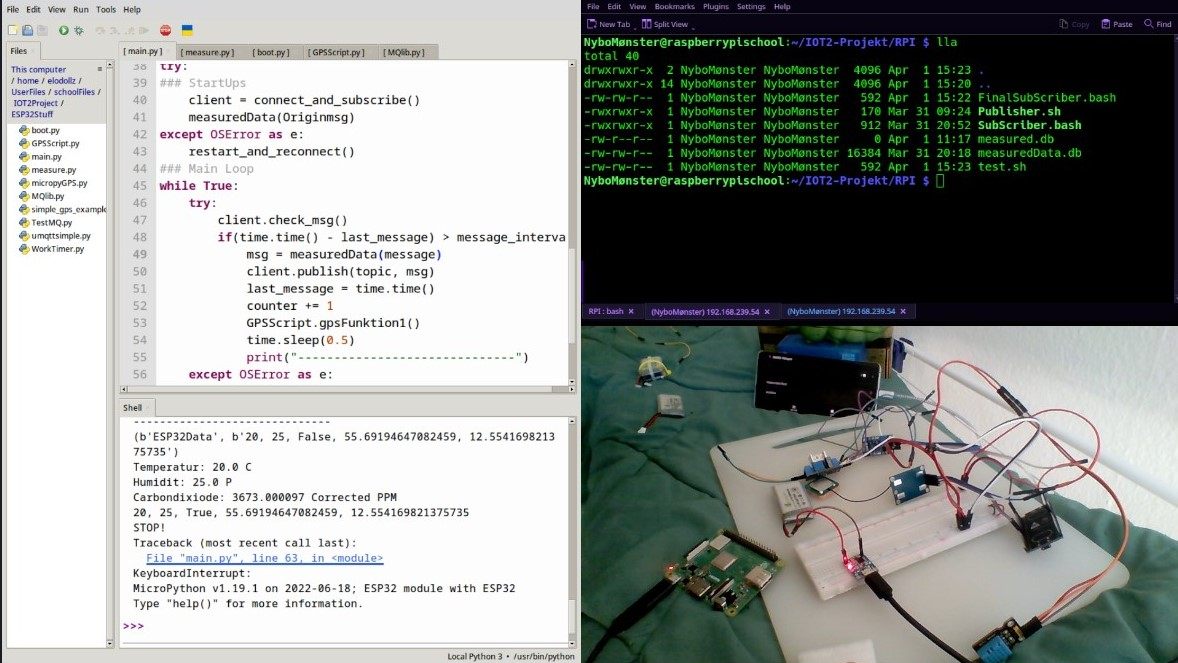 File Edit View Run Tools Help
Files
This computer
/ home / elodollz /
UserFiles / schoolFiles /
IOT2Project /
ESP32Stuff
boot.py
GPSScript.py
main.py
measure.py
micropyGPS.py
MQlib.py
simple_gps_example
TestMQ.py
umqttsimple.py
WorkTimer.py
[ main.py ] [ measure.py ] [ boot.py ] [ GPSScript.py ] [ MQlib.py ]
38 try:
39 ### StartUps
40 client = connect_and_subscribe()
41 measuredData(Originmsg)
42 except OSError as e:
43 restart_and_reconnect()
44 ### Main Loop
45 while True:
46 try:
47 client.check_msg()
48 if(time.time() - last_message) > message_interva
49 msg = measuredData(message)
50 client.publish(topic, msg)
51 last_message = time.time()
52 counter += 1
53 GPSScript.gpsFunktion1()
54 time.sleep(0.5)
55 print("-----------------------------")
56 except OSError as e:
Shell
-----------------------------
(b'ESP32Data', b'20, 25, False, 55.69194647082459, 12.5541698213
75735')
Temperatur: 20.0 C
Humidit: 25.0 P
Carbondixiode: 3673.000097 Corrected PPM
20, 25, True, 55.69194647082459, 12.554169821375735
STOP!
Traceback (most recent call last):
File "main.py", line 63, in <module>
KeyboardInterrupt:
MicroPython v1.19.1 on 2022-06-18; ESP32 module with ESP32
Type "help()" for more information.
>>>
Local Python 3 • /usr/bin/python
File Edit View Bookmarks Plugins Settings Help
New Tab Split View Copy Paste Find
NyboMønster@raspberrypischool:~/IOT2-Projekt/RPI $ lla
total 40
drwxrwxr-x 2 NyboMønster NyboMønster 4096 Apr 1 15:23 .
drwxrwxr-x 14 NyboMønster NyboMønster 4096 Apr 1 15:20 ..
-rw-rw-r-- 1 NyboMønster NyboMønster 592 Apr 1 15:22 FinalSubScriber.bash
-rwxrwxr-x 1 NyboMønster NyboMønster 170 Mar 31 09:24 Publisher.sh
-rwxrwxr-x 1 NyboMønster NyboMønster 912 Mar 31 20:52 SubScriber.bash
-rw-r--r-- 1 NyboMønster NyboMønster 0 Apr 1 11:17 measured.db
-rw-rw-r-- 1 NyboMønster NyboMønster 16384 Mar 31 20:18 measuredData.db
-rw-rw-r-- 1 NyboMønster NyboMønster 592 Apr 1 15:23 test.sh
NyboMønster@raspberrypischool:~/IOT2-Projekt/RPI $
RPI : bash (NyboMønster) 192.168.239.54 (NyboMønster) 192.168.239.54